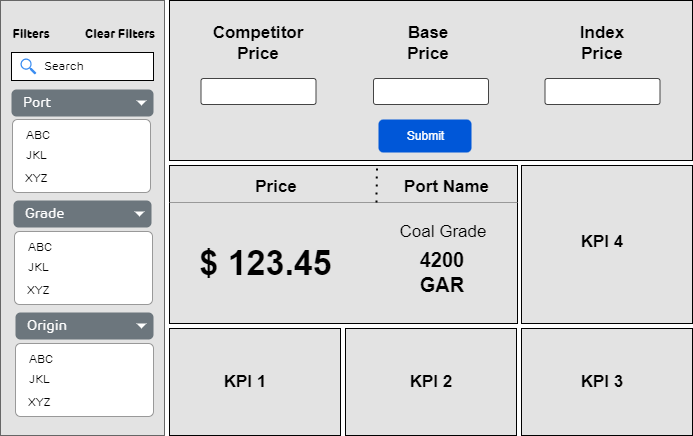 Filters Clear Filters
Search
Port
ABC
JKL
XYZ
Grade
ABC
JKL
XYZ
Origin
ABC
JKL
XYZ
Competitor
Price
Base
Price
Index
Price
Submit
Price
Port Name
$ 123.45
Coal Grade
4200
GAR
KPI 4
KPI 1
KPI 2
KPI 3